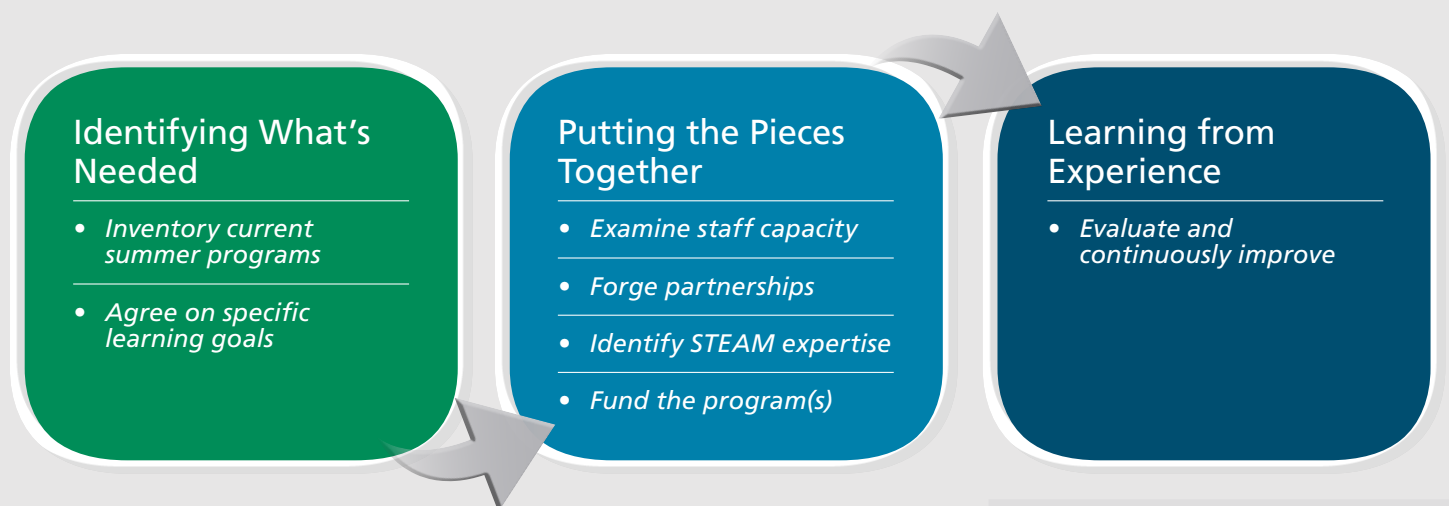 Identifying What’s
Needed
• Inventory current
summer programs
• Agree on specific
learning goals
Putting the Pieces
Together
• Examine staff capacity
• Forge partnerships
• Identify STEAM expertise
• Fund the program(s)
Learning from
Experience
• Evaluate and
continuously improve